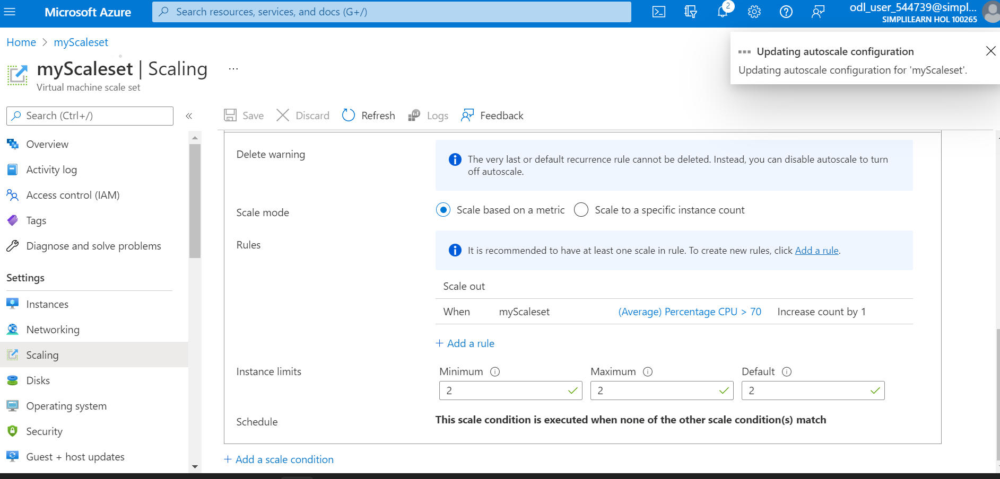 Microsoft Azure
Search resources, services, and docs (G+/)
2
odl_user_544739@simpl...
SIMPLILEARN HOL 100265
Home > myScaleset
Updating autoscale configuration
Updating autoscale configuration for 'myScaleset'.
myScaleset | Scaling ...
Virtual machine scale set
Search (Ctrl+/)
«
Save
Discard
Refresh
Logs
Feedback
Overview
Activity log
Access control (IAM)
Tags
Diagnose and solve problems
Settings
Instances
Networking
Scaling
Disks
Operating system
Security
Guest + host updates
Delete warning
The very last or default recurrence rule cannot be deleted. Instead, you can disable autoscale to turn
off autoscale.
Scale mode
Scale based on a metric
Scale to a specific instance count
Rules
It is recommended to have at least one scale in rule. To create new rules, click Add a rule.
Scale out
When myScaleset (Average) Percentage CPU > 70 Increase count by 1
+ Add a rule
Instance limits
Minimum
Maximum
Default
2
2
2
Schedule
This scale condition is executed when none of the other scale condition(s) match
+ Add a scale condition